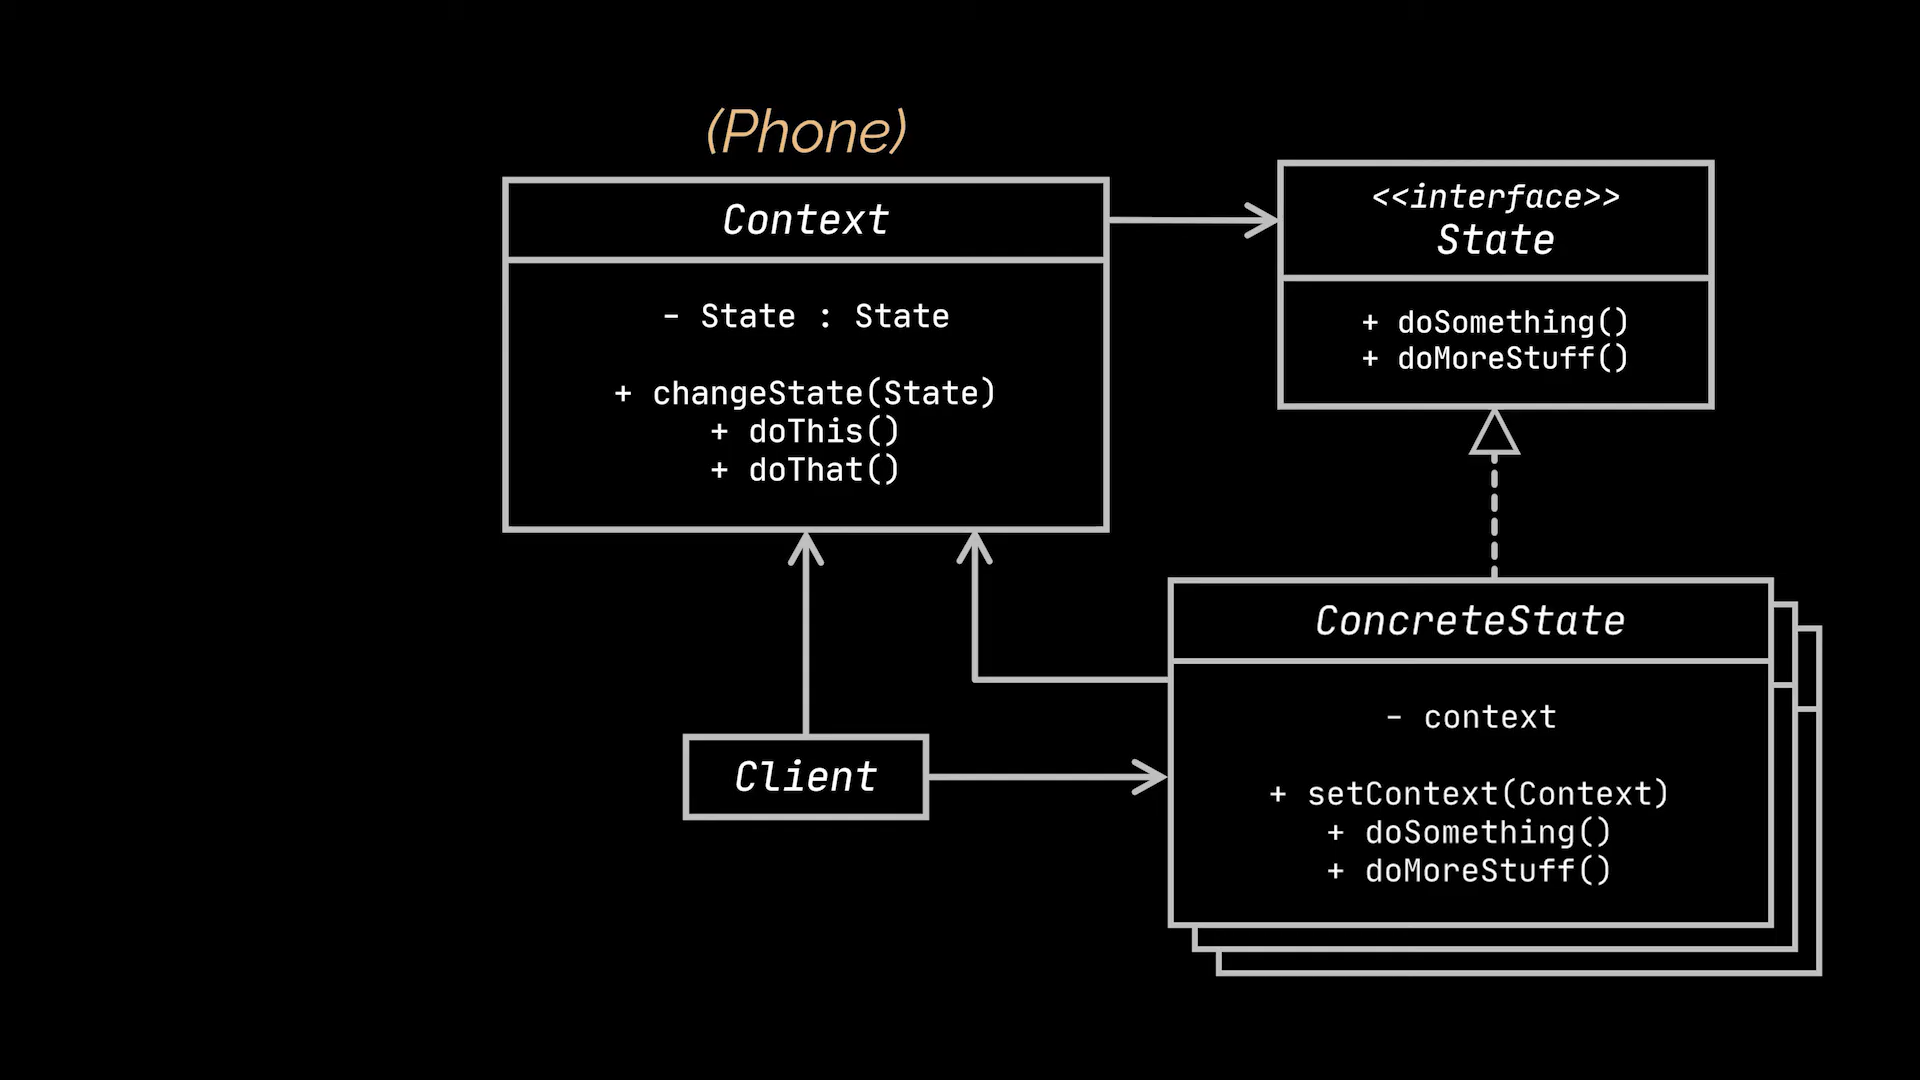 (Phone)
Context
- State : State
+ changeState(State)
+ doThis()
+ doThat()
<<interface>>
State
+ doSomething()
+ doMoreStuff()
Client
ConcreteState
- context
+ setContext(Context)
+ doSomething()
+ doMoreStuff()